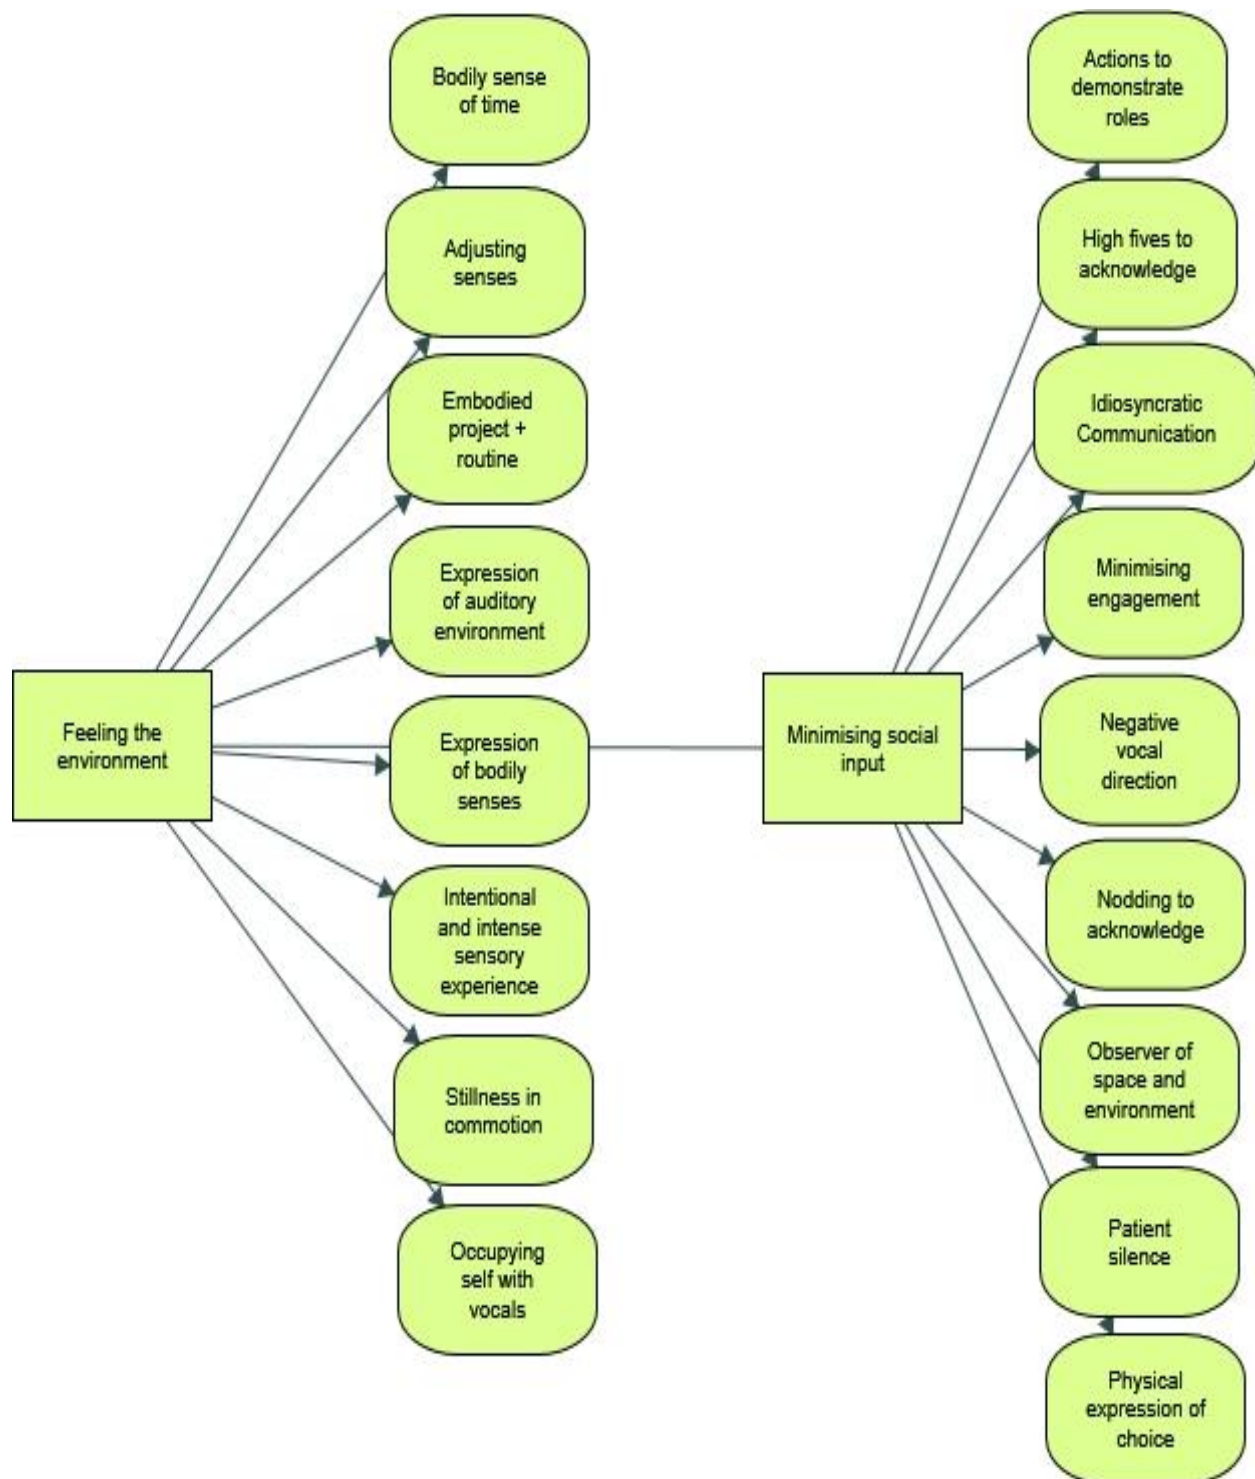 Bodily sense
of time
Adjusting
senses
Embodied
project +
routine
Expression
of auditory
environment
Feeling the
environment
Expression
of bodily
senses
Intentional
and intense
sensory
experience
Stillness in
commotion
Occupying
self with
vocals
Actions to
demonstrate
roles
High fives to
acknowledge
Idiosyncratic
Communication
Minimising
engagement
Minimising social
input
Negative
vocal
direction
Nodding to
acknowledge
Observer of
space and
environment
Patient
silence
Physical
expression of
choice